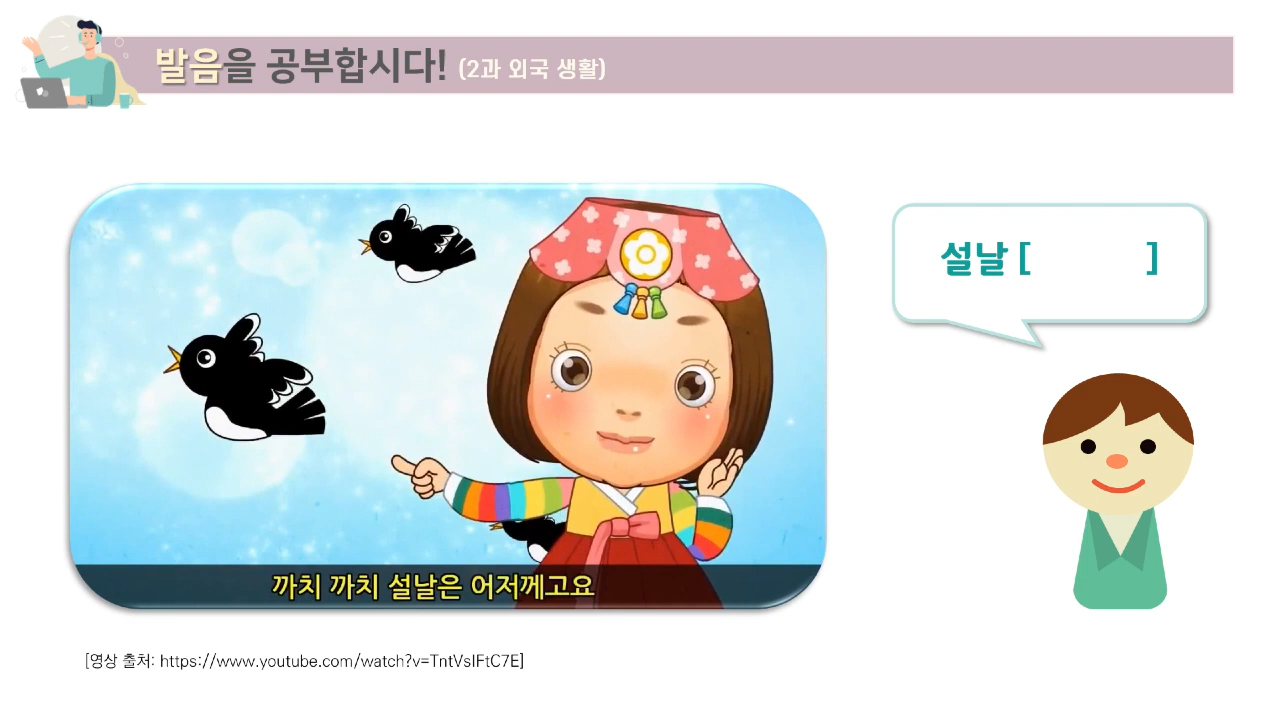 발음을 공부합시다! (2과 외국 생활)
설날 [ ]
까치 까치 설날은 어저께고요
[영상 출처: https://www.youtube.com/watch?v=TntVsIFtC7E]